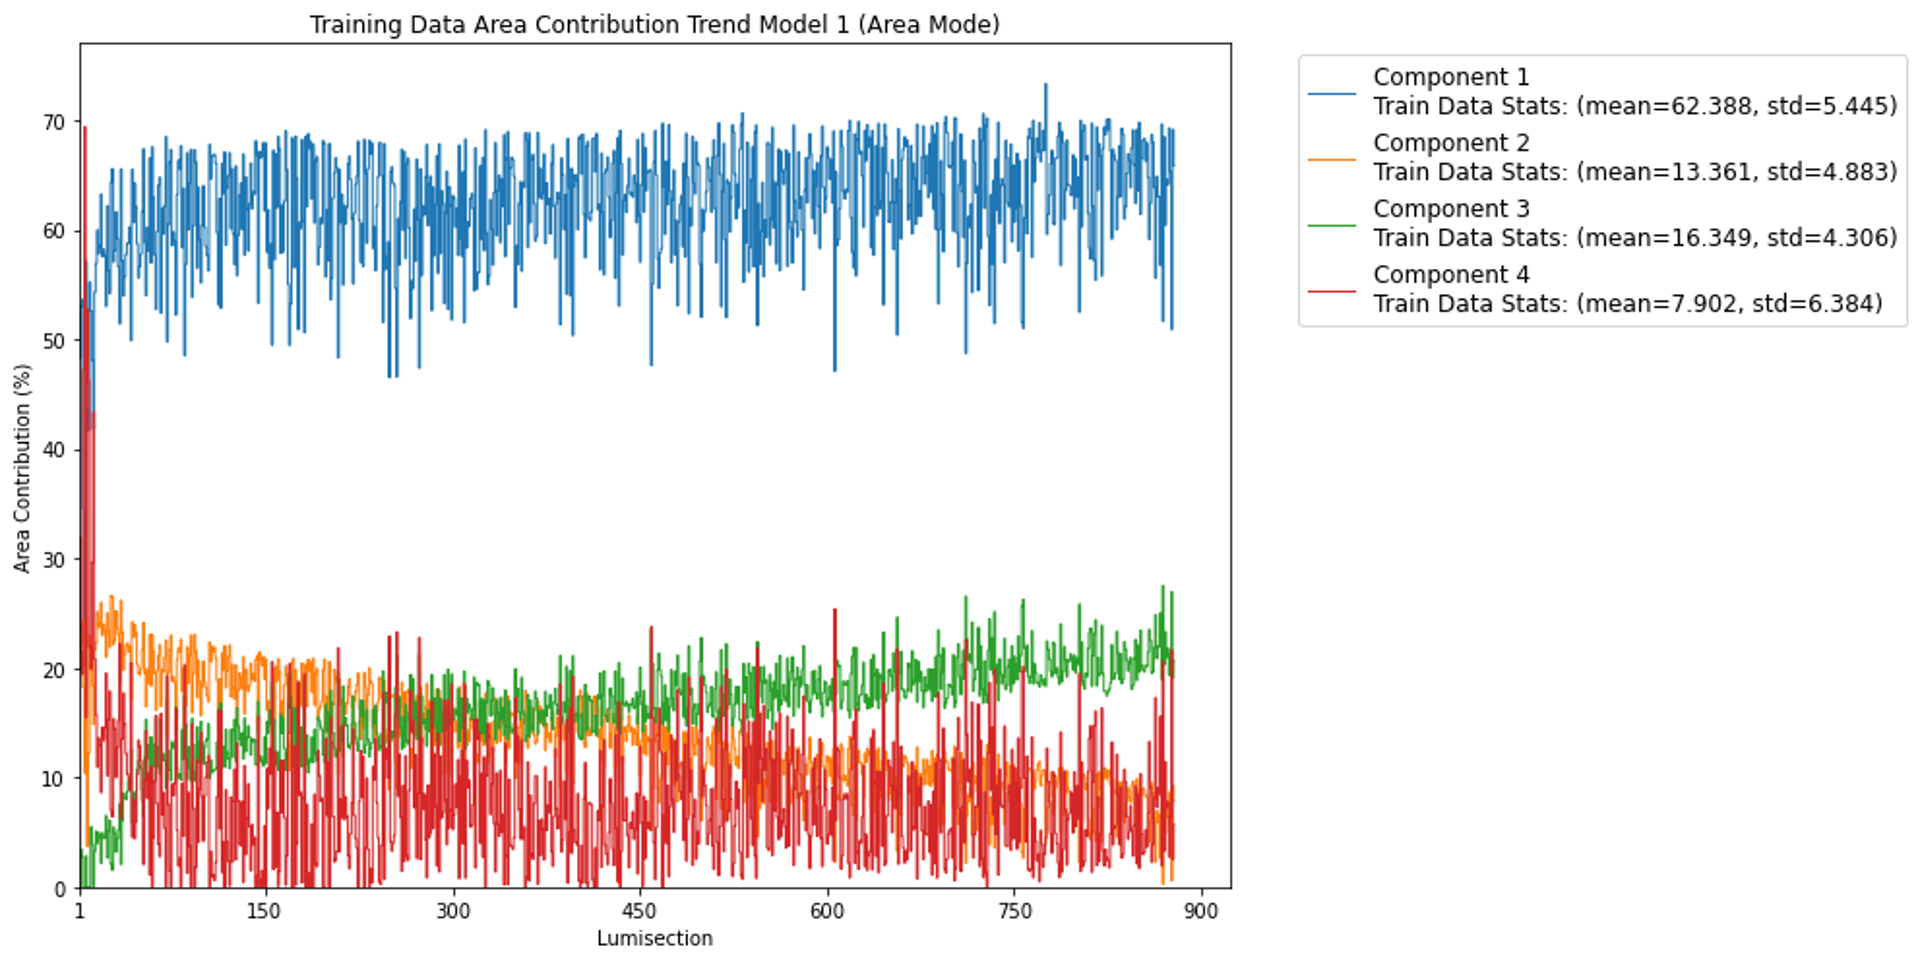 Training Data Area Contribution Trend Model 1 (Area Mode)
Component 1
Train Data Stats: (mean=62.388, std=5.445)
Component 2
Train Data Stats: (mean=13.361, std=4.883)
Component 3
Train Data Stats: (mean=16.349, std=4.306)
Component 4
Train Data Stats: (mean=7.902, std=6.384)
Area Contribution (%)
70
60
50
40
30
20
10
0
1 150 300 450 600 750 900
Lumisection